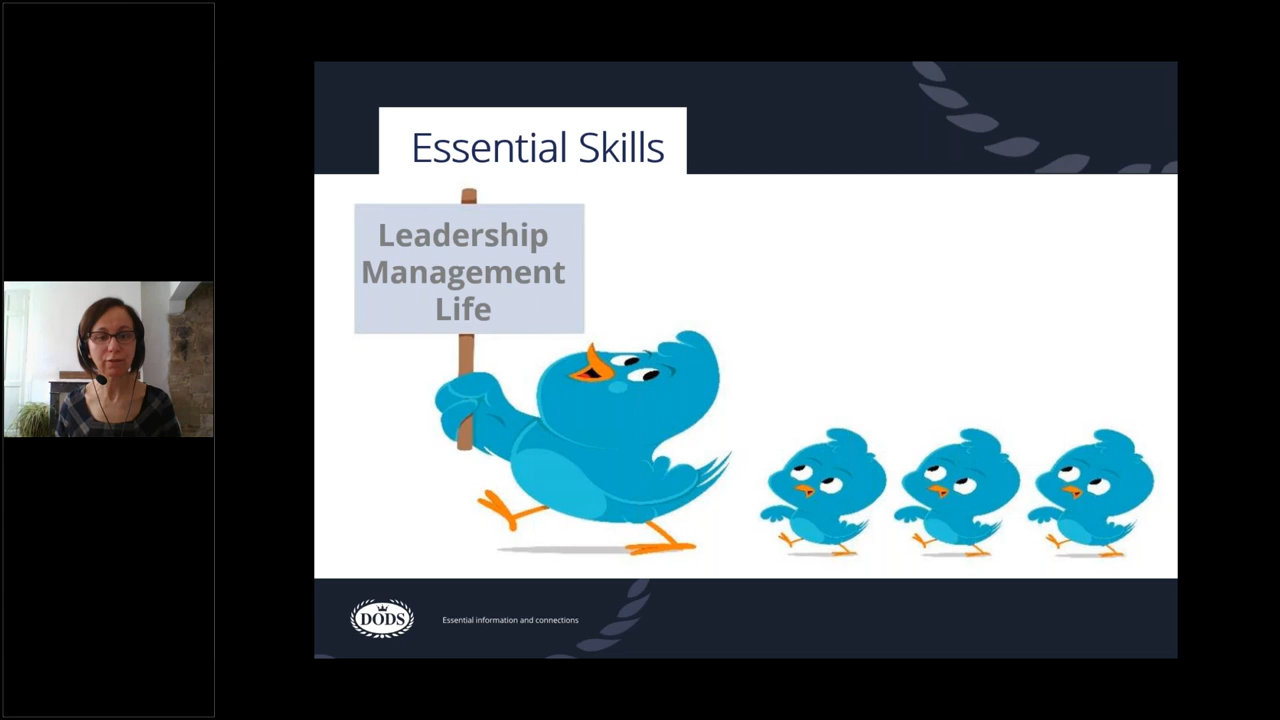 Essential Skills
Leadership
Management
Life
DODS
Essential information and connections